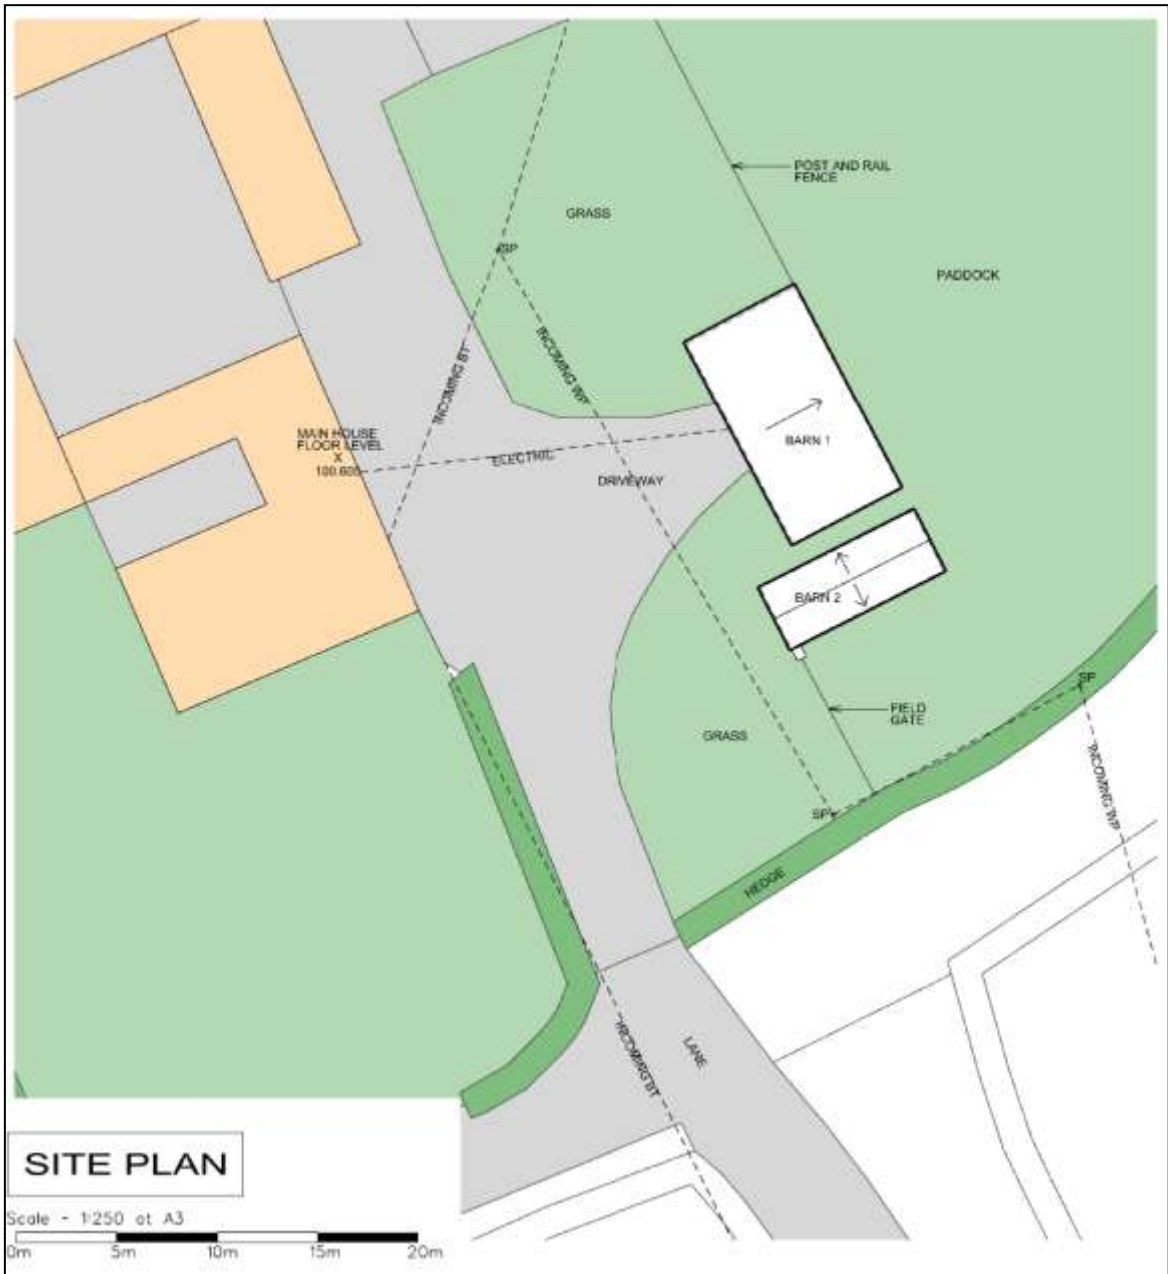 POST AND RAIL
FENCE
GRASS
SP
PADDOCK
INCOMING BT
INCOMING WP
MAIN HOUSE
FLOOR LEVEL
X
100.605
BARN 1
ELECTRIC
DRIVEWAY
BARN 2
SP
FIELD
GATE
GRASS
INCOMING WP
SP
HEDGE
LANE
INCOMING BT
SITE PLAN
Scale - 1:250 at A3
0m 5m 10m 15m 20m